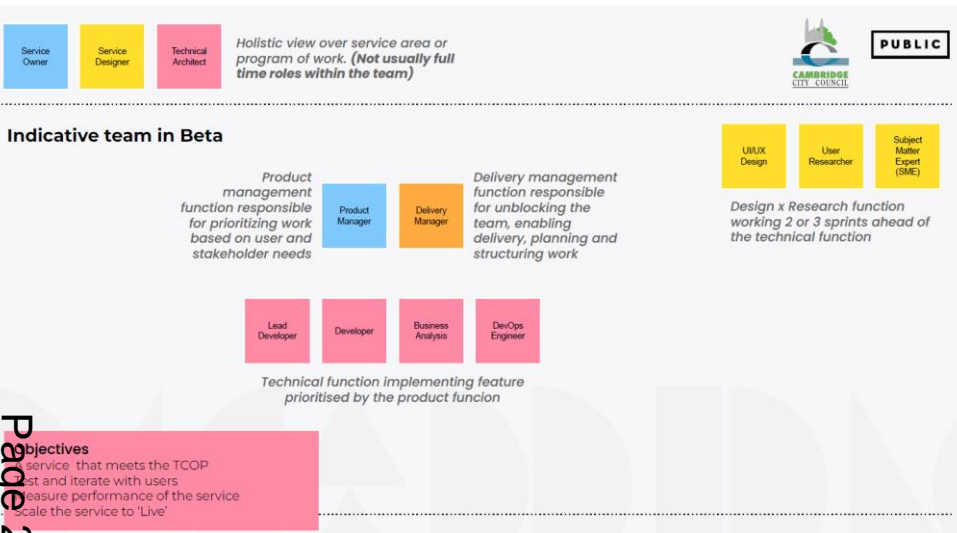 Service
Owner
Service
Designer
Technical
Architect
Holistic view over service area or
program of work. (Not usually full
time roles within the team)
CAMBRIDGE
CITY COUNCIL
PUBLIC
Indicative team in Beta
Product
management
function responsible
for prioritizing work
based on user and
stakeholder needs
Product
Manager
Delivery
Manager
Delivery management
function responsible
for unblocking the
team, enabling
delivery, planning and
structuring work
UI/UX
Design
User
Researcher
Subject
Matter
Expert
(SME)
Design x Research function
working 2 or 3 sprints ahead of
the technical function
Lead
Developer
Developer
Business
Analysis
DevOps
Engineer
Technical function implementing feature
prioritised by the product funcion
Objectives
A service that meets the TCOP
Test and iterate with users
Measure performance of the service
Scale the service to 'Live'
Page